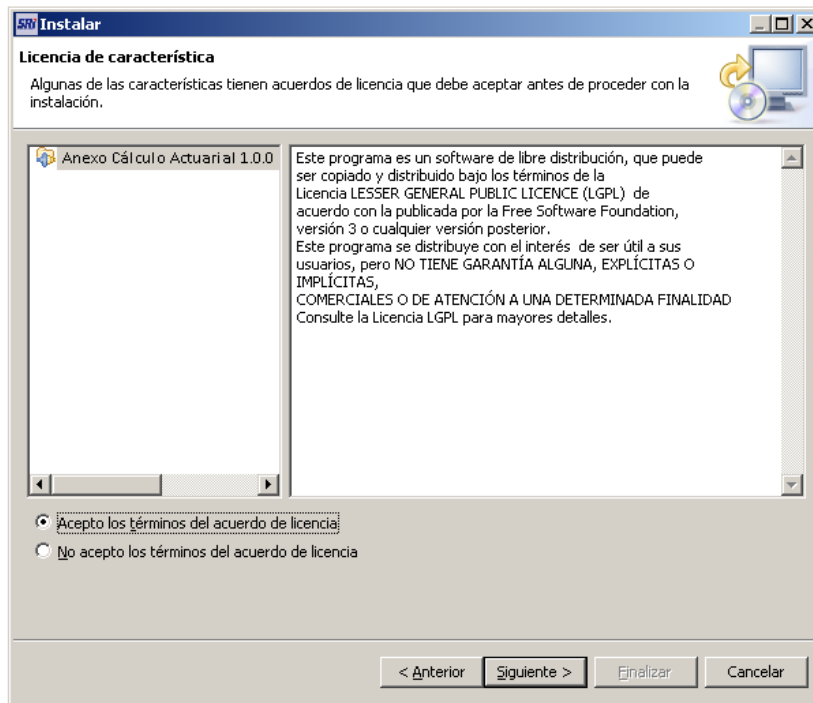 SRi Instalar
Licencia de característica
Algunas de las características tienen acuerdos de licencia que debe aceptar antes de proceder con la
instalación.
Anexo Cálculo Actuarial 1.0.0
Este programa es un software de libre distribución, que puede
ser copiado y distribuido bajo los términos de la
Licencia LESSER GENERAL PUBLIC LICENCE (LGPL) de
acuerdo con la publicada por la Free Software Foundation,
versión 3 o cualquier versión posterior.
Este programa se distribuye con el interés de ser útil a sus
usuarios, pero NO TIENE GARANTÍA ALGUNA, EXPLÍCITAS O
IMPLÍCITAS,
COMERCIALES O DE ATENCIÓN A UNA DETERMINADA FINALIDAD
Consulte la Licencia LGPL para mayores detalles.
Acepto los términos del acuerdo de licencia
No acepto los términos del acuerdo de licencia
< Anterior
Siguiente >
Finalizar
Cancelar